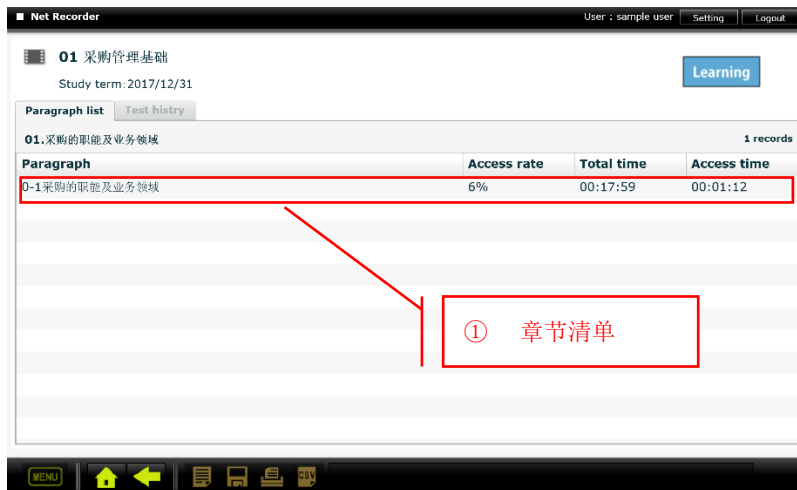 ■ Net Recorder User : sample user Setting Logout
01 采购管理基础
Study term:2017/12/31
Learning
Paragraph list Test histry
01.采购的职能及业务领域 1 records
Paragraph Access rate Total time Access time
0-1采购的职能及业务领域 6% 00:17:59 00:01:12
① 章节清单
MENU CSV